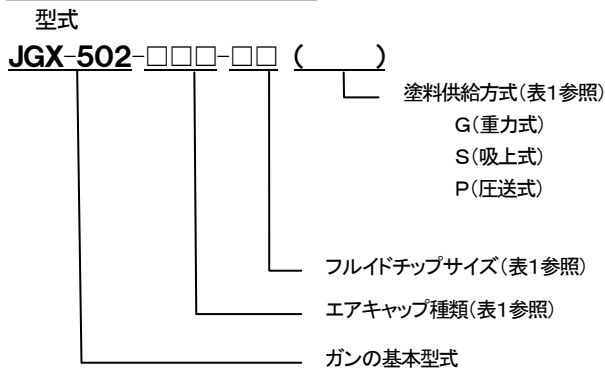 型式
JGX-502-□□□-□□ (　　)
塗料供給方式(表1参照)
G(重力式)
S(吸上式)
P(圧送式)
フルイドチップサイズ(表1参照)
エアキャップ種類(表1参照)
ガンの基本型式